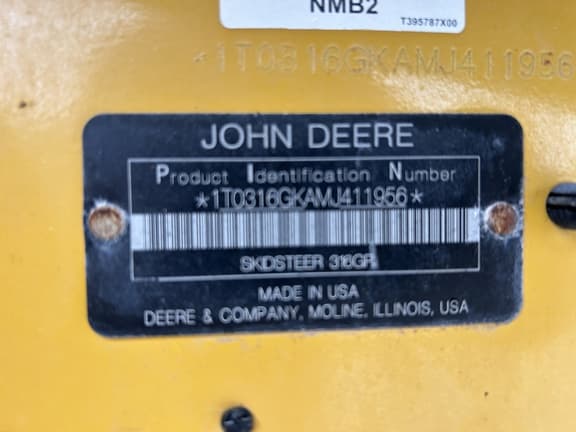 NMB2
T395787X00
*1T0316GKAMJ411956
JOHN DEERE
Product Identification Number
*1T0316GKAMJ411956*
SKIDSTEER 316GR
MADE IN USA
DEERE & COMPANY, MOLINE, ILLINOIS, USA